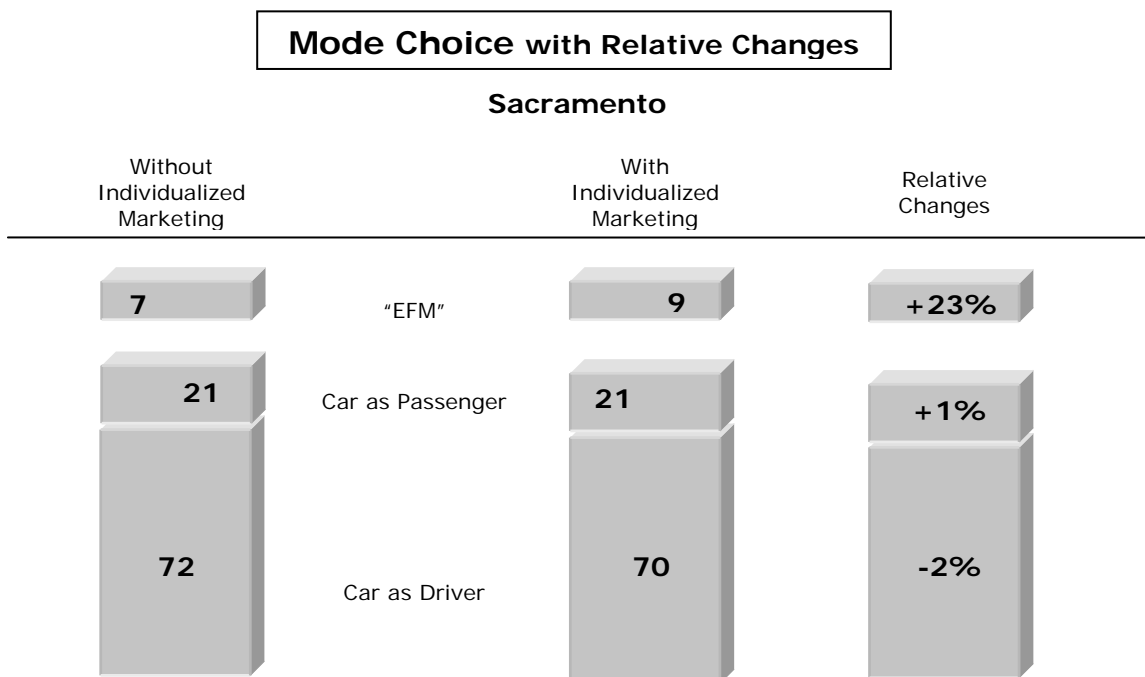 Mode Choice with Relative Changes
Sacramento
Without
Individualized
Marketing
With
Individualized
Marketing
Relative
Changes
7
“EFM”
9
+23%
21
Car as Passenger
21
+1%
72
Car as Driver
70
-2%